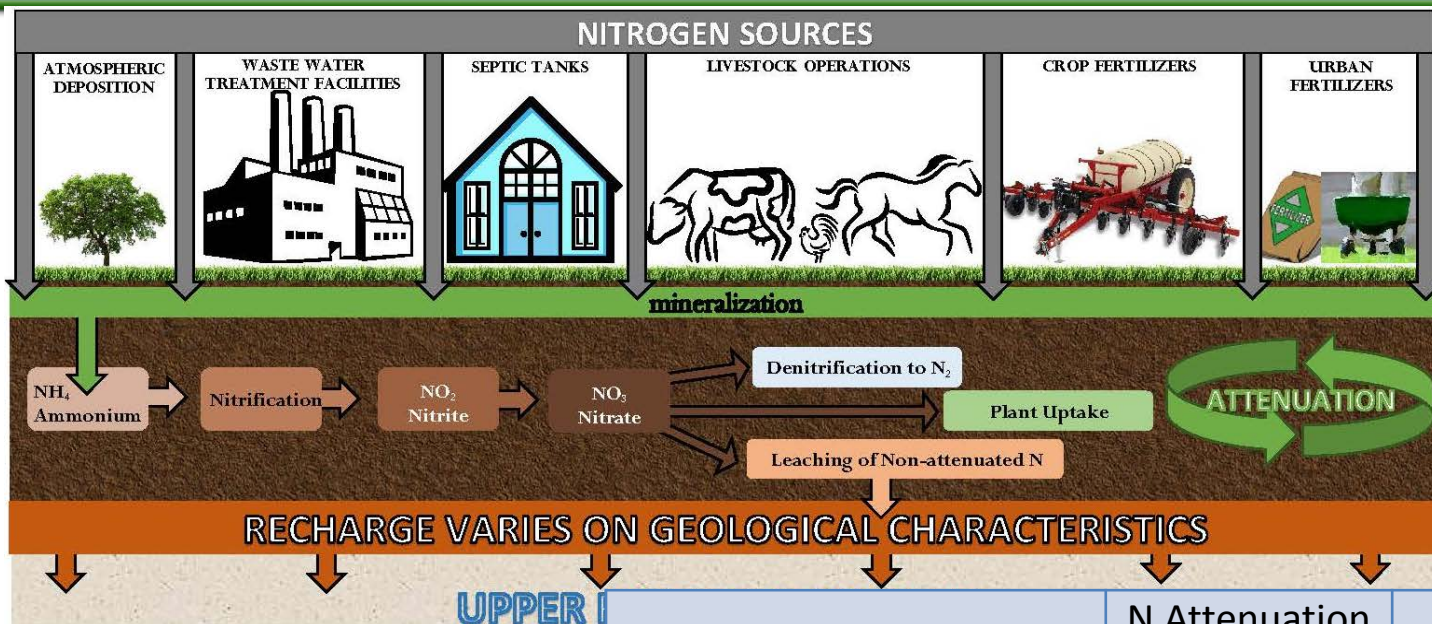 NITROGEN SOURCES
ATMOSPHERIC
DEPOSITION
WASTE WATER
TREATMENT FACILITIES
SEPTIC TANKS
LIVESTOCK OPERATIONS
CROP FERTILIZERS
URBAN
FERTILIZERS
FERTILIZER
mineralization
NH₄
Ammonium
Nitrification
NO₂
Nitrite
NO₃
Nitrate
Denitrification to N₂
Plant Uptake
Leaching of Non-attenuated N
ATTENUATION
RECHARGE VARIES ON GEOLOGICAL CHARACTERISTICS
UPPER
N Attenuation